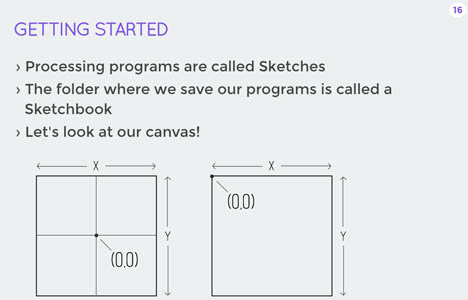 16
GETTING STARTED
› Processing programs are called Sketches
› The folder where we save our programs is called a
Sketchbook
› Let's look at our canvas!
X
X
(0,0)
Y
Y
(0,0)